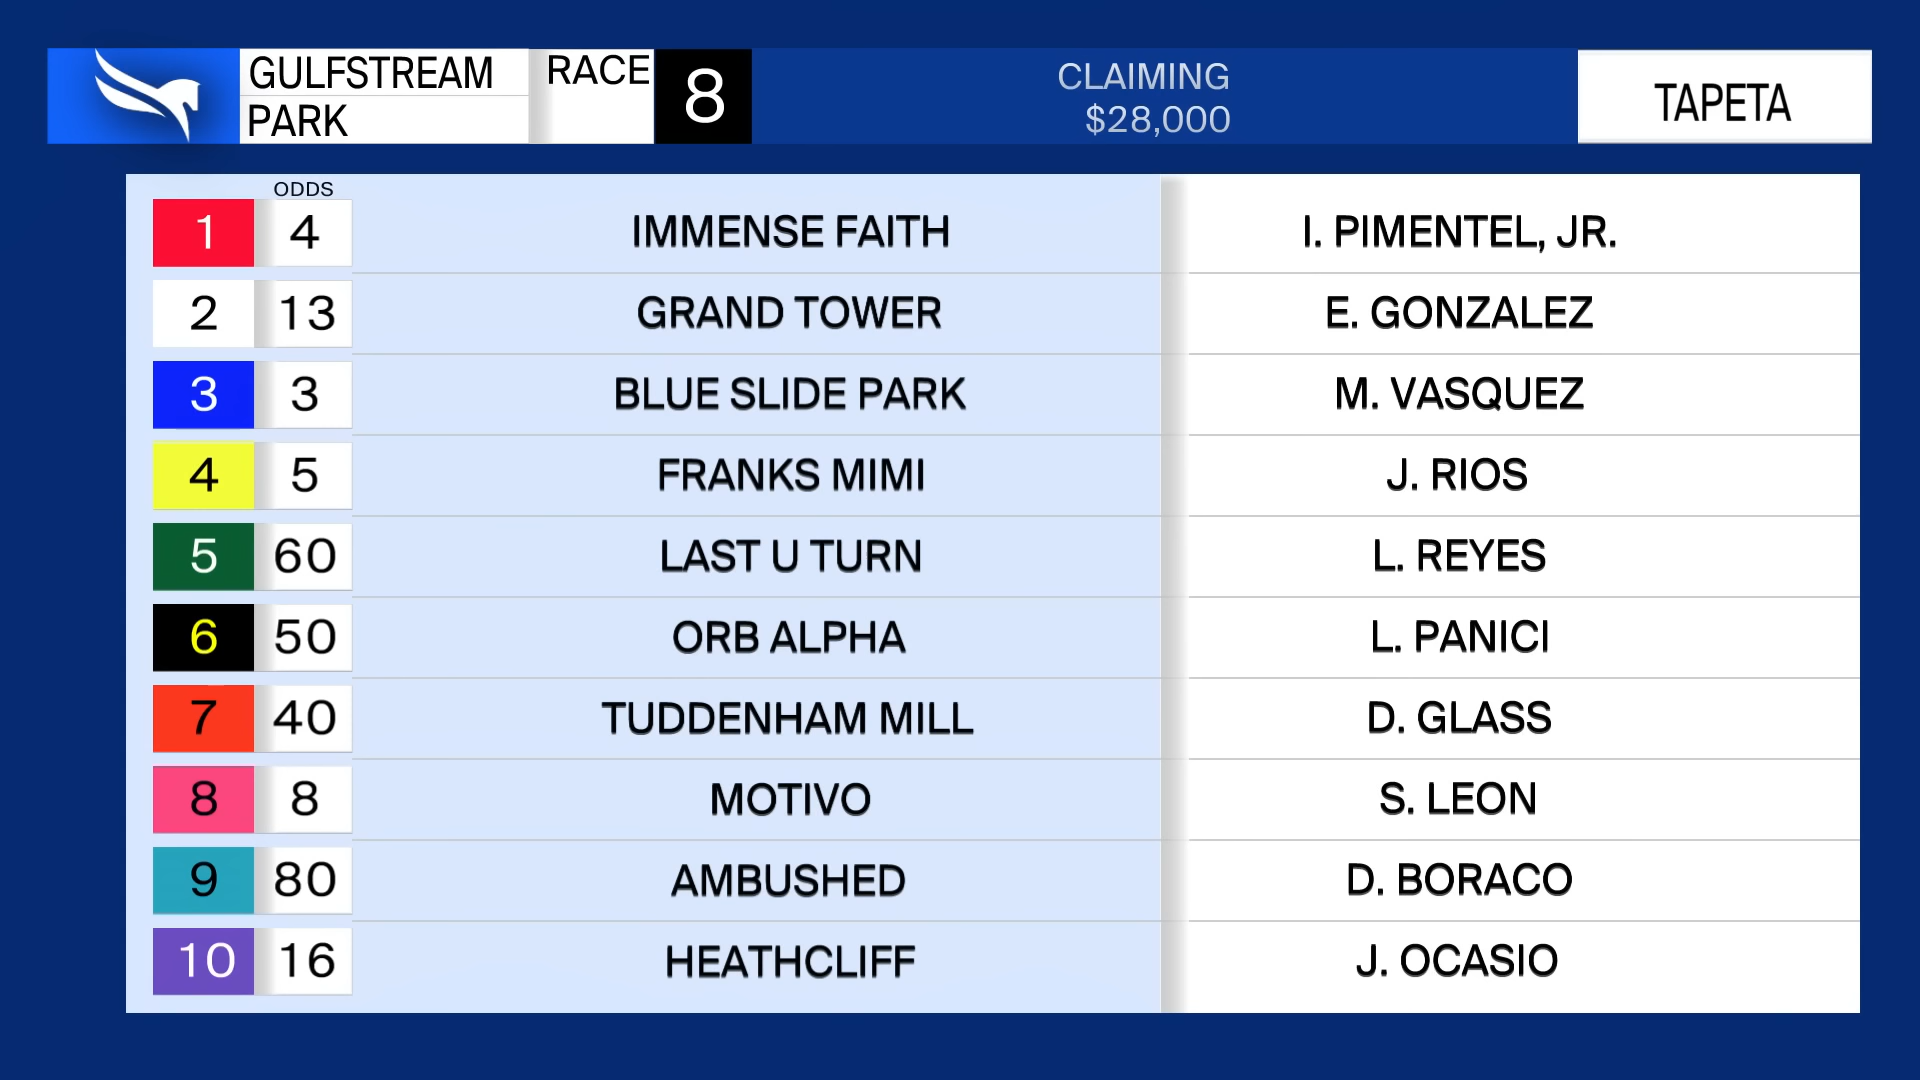 GULFSTREAM
PARK
RACE
8
CLAIMING
$28,000
TAPETA
ODDS
1 4 IMMENSE FAITH I. PIMENTEL, JR.
2 13 GRAND TOWER E. GONZALEZ
3 3 BLUE SLIDE PARK M. VASQUEZ
4 5 FRANKS MIMI J. RIOS
5 60 LAST U TURN L. REYES
6 50 ORB ALPHA L. PANICI
7 40 TUDDENHAM MILL D. GLASS
8 8 MOTIVO S. LEON
9 80 AMBUSHED D. BORACO
10 16 HEATHCLIFF J. OCASIO